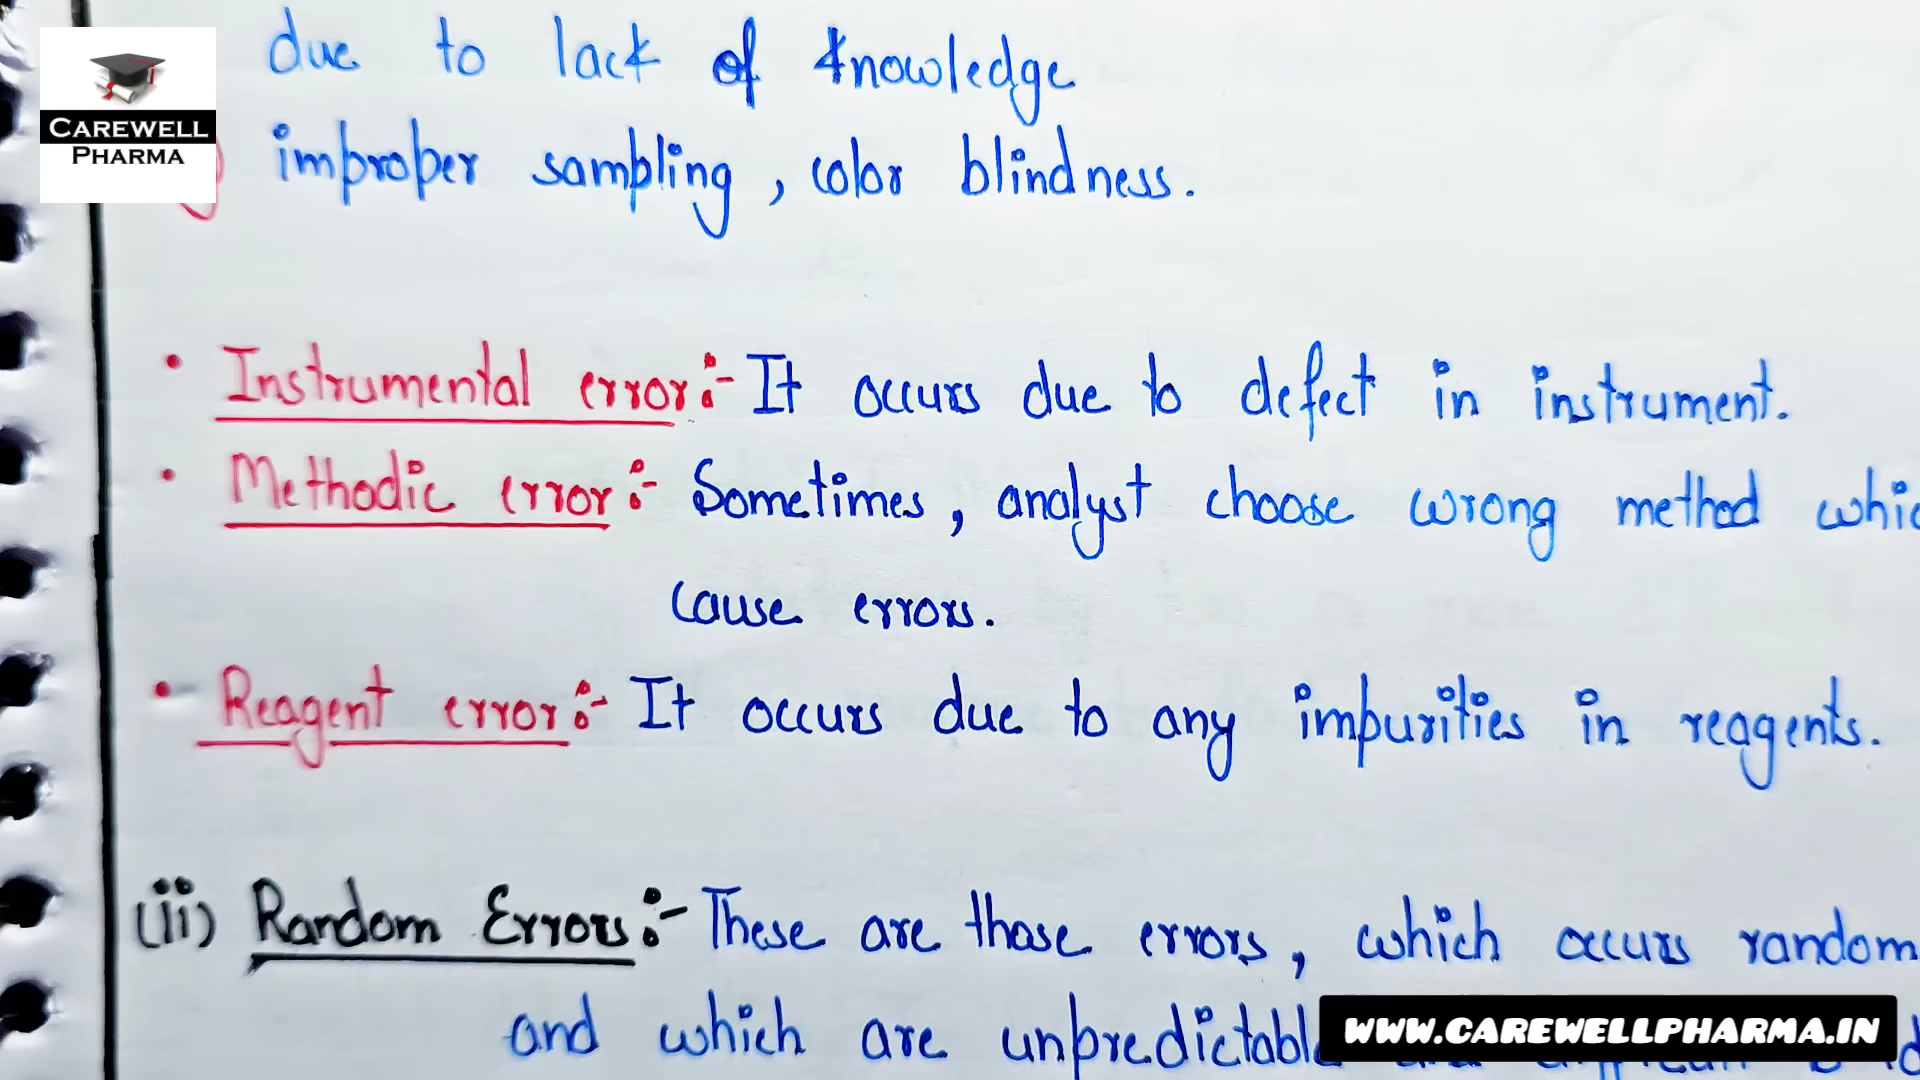 due to lack of knowledge
improper sampling, color blindness.
• Instrumental error:- It occurs due to defect in instrument.
• Methodic error:- Sometimes, analyst choose wrong method whic
cause errors.
• Reagent error:- It occurs due to any impurities in reagents.
(ii) Random Errors:- These are those errors, which occurs random
and which are unpredictable
CAREWELL
PHARMA
WWW.CAREWELLPHARMA.IN